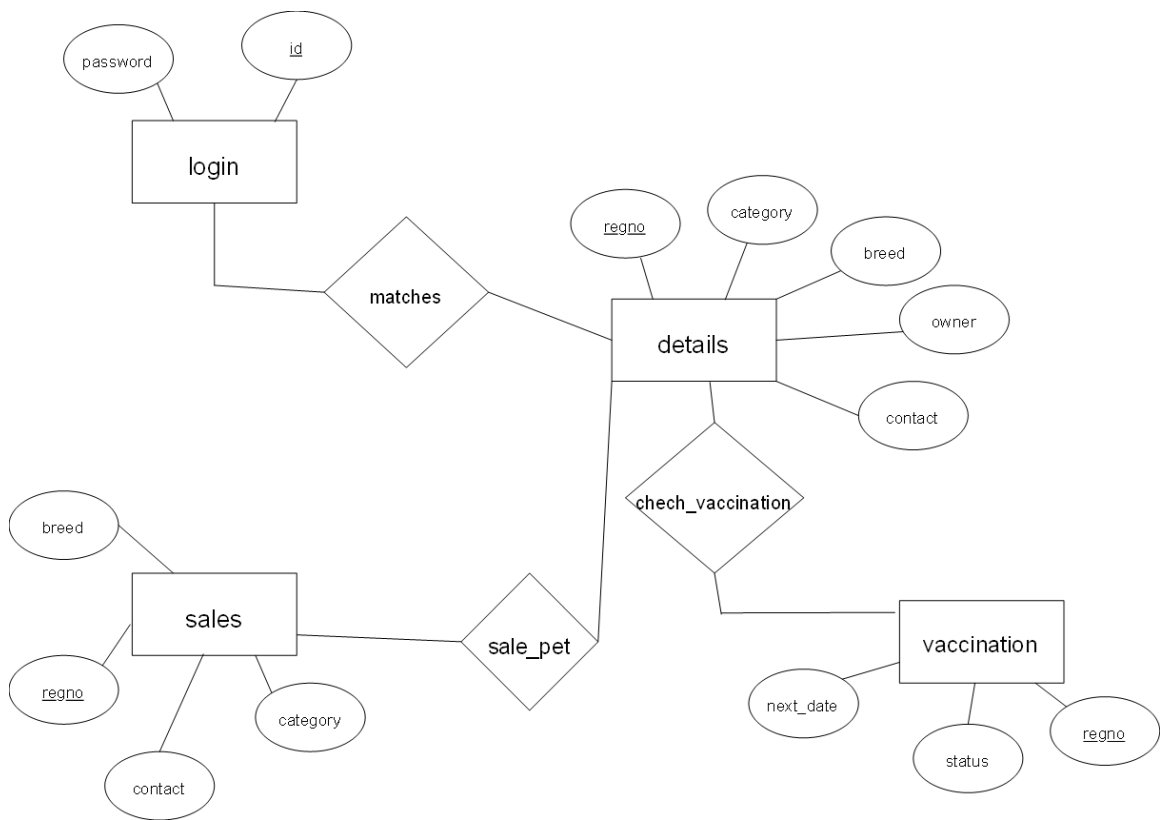 id
password
login
category
regno
breed
matches
owner
details
contact
chech_vaccination
breed
sales
sale_pet
vaccination
regno
next_date
category
regno
status
contact